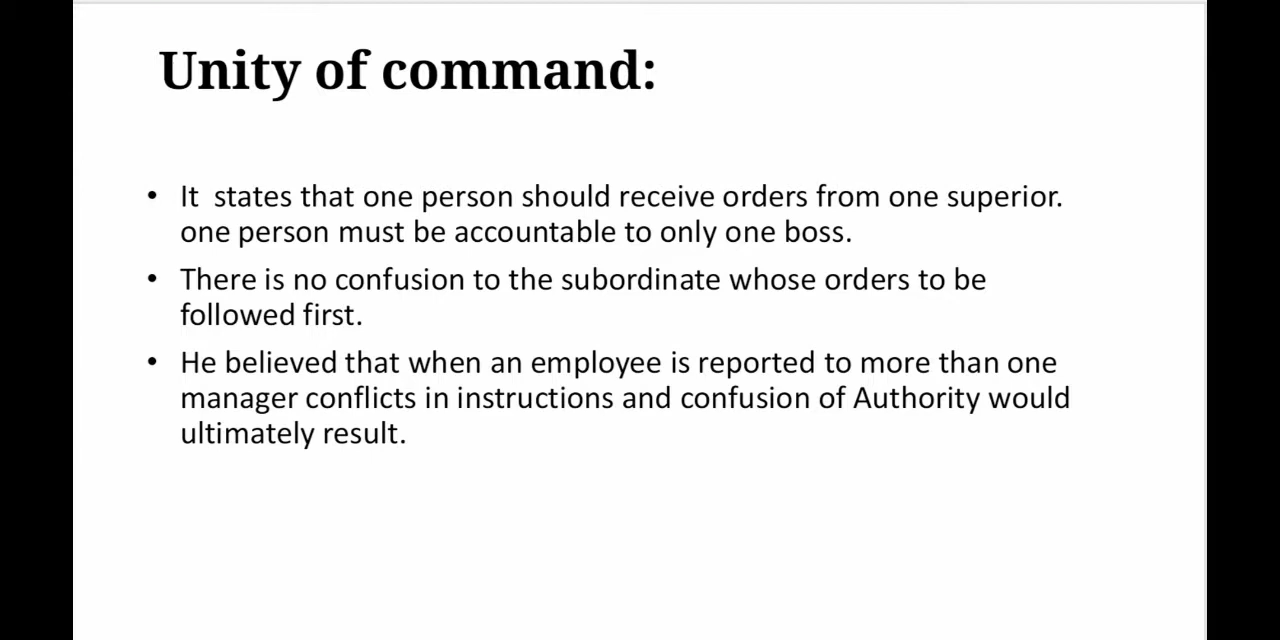 Unity of command:
• It  states that one person should receive orders from one superior.
one person must be accountable to only one boss.
• There is no confusion to the subordinate whose orders to be
followed first.
• He believed that when an employee is reported to more than one
manager conflicts in instructions and confusion of Authority would
ultimately result.